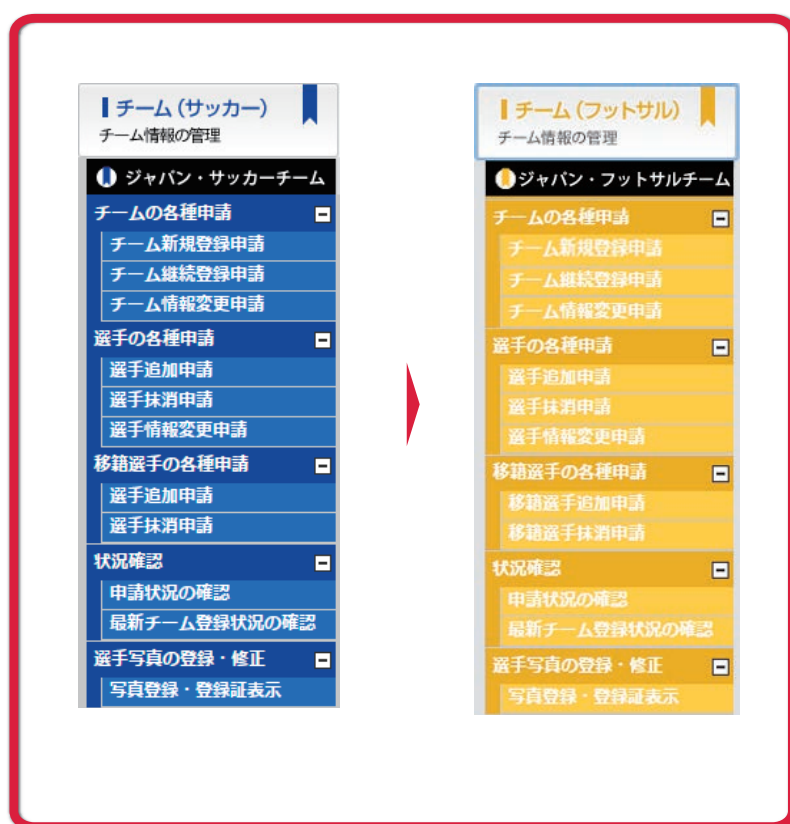 チーム（サッカー）
チーム情報の管理
ジャパン・サッカーチーム
チームの各種申請
チーム新規登録申請
チーム継続登録申請
チーム情報変更申請
選手の各種申請
選手追加申請
選手抹消申請
選手情報変更申請
移籍選手の各種申請
選手追加申請
選手抹消申請
状況確認
申請状況の確認
最新チーム登録状況の確認
選手写真の登録・修正
写真登録・登録証表示
チーム（フットサル）
チーム情報の管理
ジャパン・フットサルチーム
チームの各種申請
チーム新規登録申請
チーム継続登録申請
チーム情報変更申請
選手の各種申請
選手追加申請
選手抹消申請
選手情報変更申請
移籍選手の各種申請
移籍選手追加申請
移籍選手抹消申請
状況確認
申請状況の確認
最新チーム登録状況の確認
選手写真の登録・修正
写真登録・登録証表示